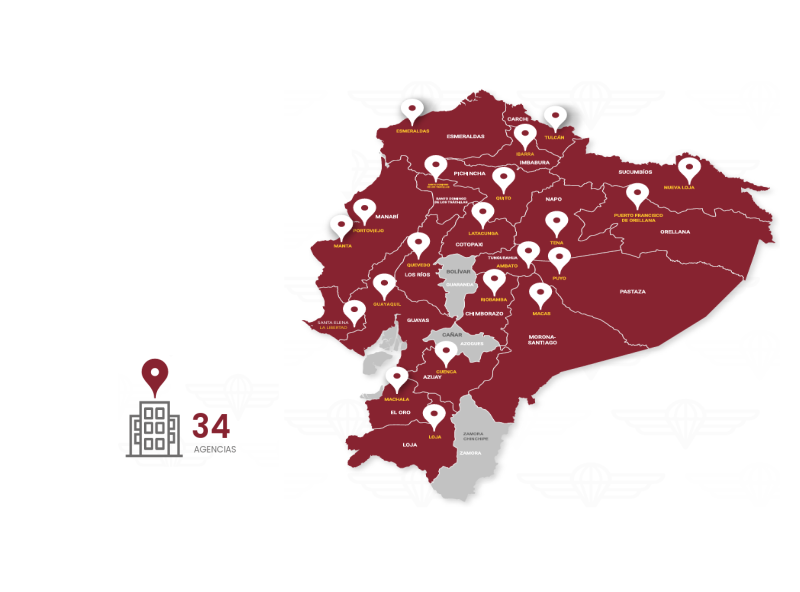 CARCHI
ESMERALDAS
ESMERALDAS
TULCÁN
IBARRA
IMBABURA
PICHINCHA
SUCUMBÍOS
NUEVA LOJA
QUITO
NAPO
SANTO DOMINGO
DE LOS TSÁCHILAS
PUERTO FRANCISCO
DE ORELLANA
MANABÍ
PORTOVIEJO
LATACUNGA
ORELLANA
MANTA
COTOPAXI
TENA
TUNGURAHUA
QUEVEDO
AMBATO
LOS RÍOS
BOLÍVAR
PUYO
GUARANDA
PASTAZA
GUAYAQUIL
RIOBAMBA
MACAS
CHIMBORAZO
SANTA ELENA
LA LIBERTAD
GUAYAS
CAÑAR
AZOGUES
MORONA-
SANTIAGO
CUENCA
AZUAY
MACHALA
EL ORO
LOJA
LOJA
ZAMORA
CHINCHIPE
ZAMORA
34
AGENCIAS